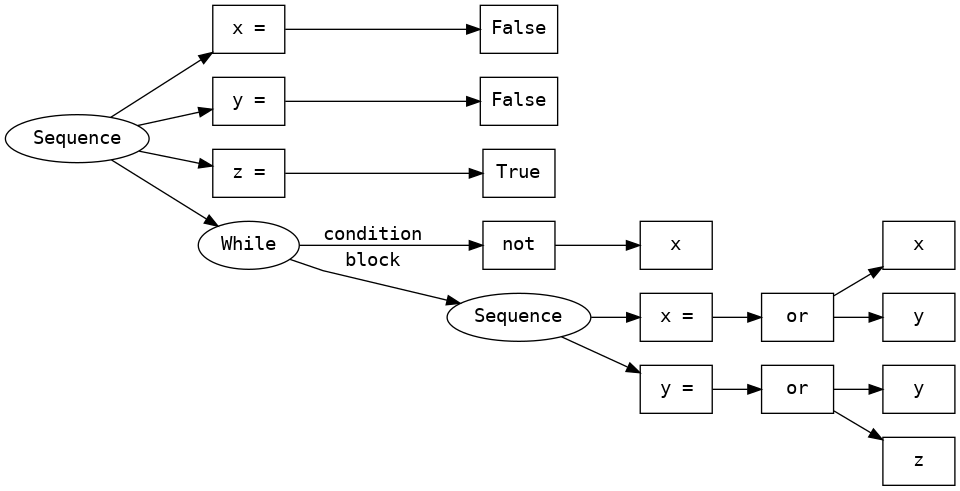 x =
False
y =
False
Sequence
z =
True
While
condition
block
not
x
x
Sequence
x =
or
y
y =
or
y
z